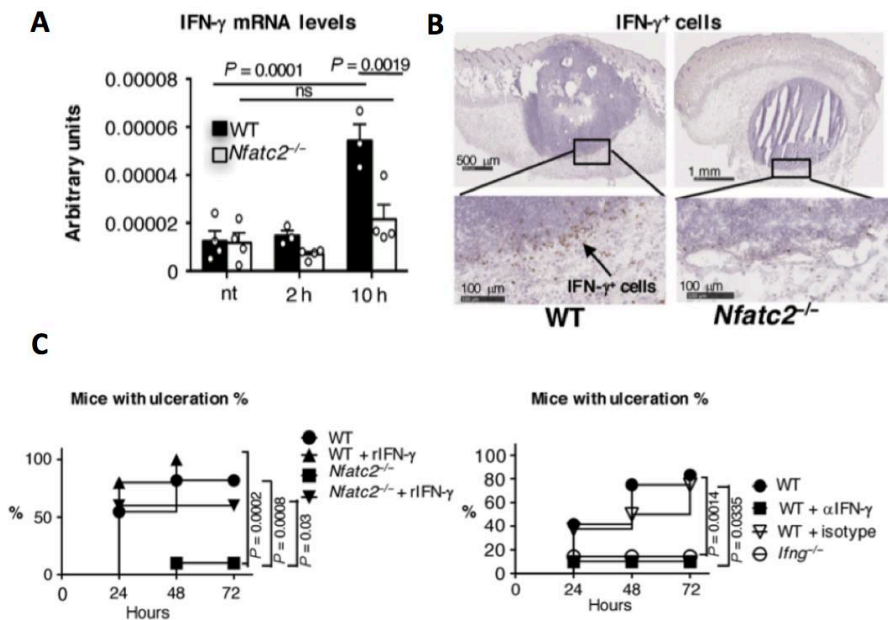 A
IFN-γ mRNA levels
P = 0.0001
P = 0.0019
ns
0.00008
0.00006
0.00004
0.00002
0
Arbitrary units
WT
Nfatc2–/–
nt
2 h
10 h
B
IFN-γ+ cells
500 µm
1 mm
100 µm
IFN-γ+ cells
100 µm
WT
Nfatc2–/–
C
Mice with ulceration %
100
50
0
%
0
24
48
72
Hours
P = 0.0002
P = 0.0008
P = 0.03
WT
WT + rIFN-γ
Nfatc2–/–
Nfatc2–/– + rIFN-γ
Mice with ulceration %
100
80
60
40
20
0
%
0
24
48
72
Hours
P = 0.0014
P = 0.0335
WT
WT + αIFN-γ
WT + isotype
Ifng–/–